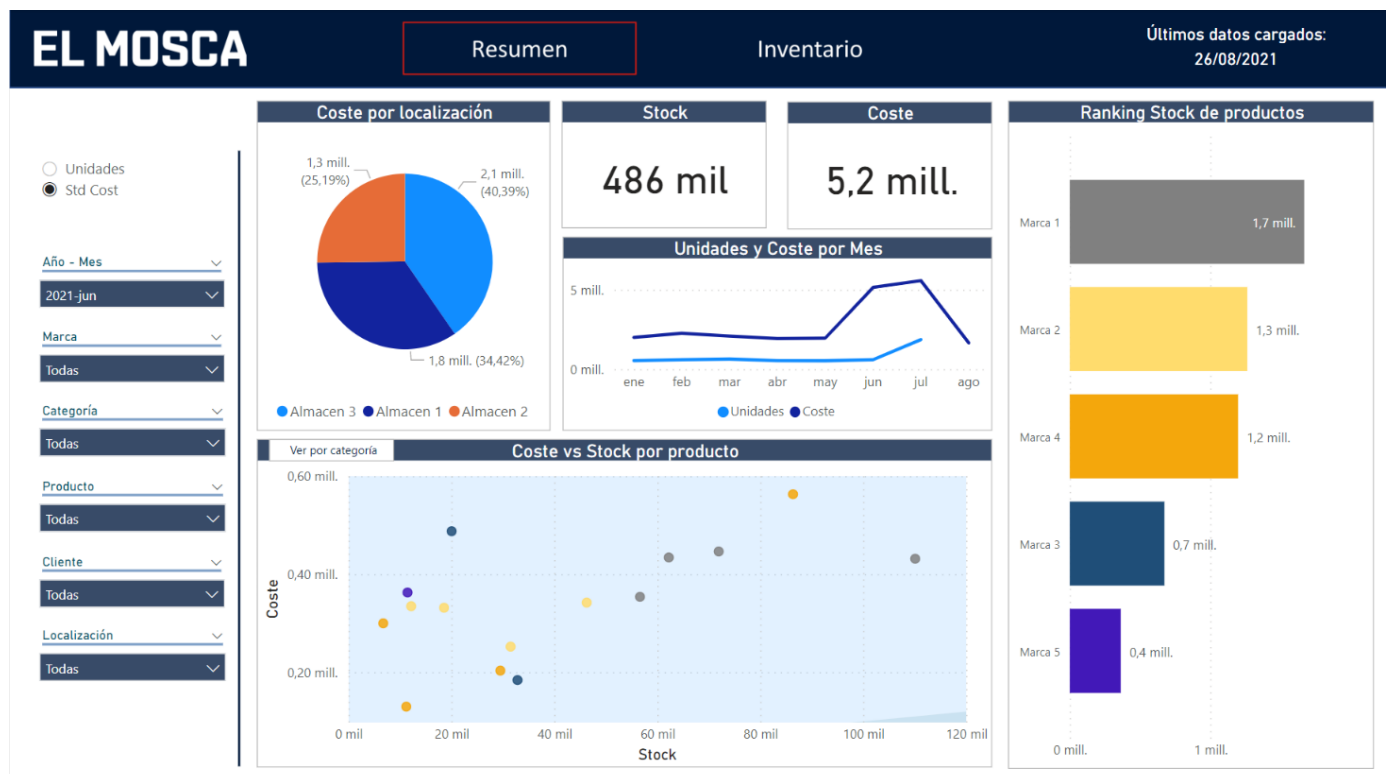 EL MOSCA
Resumen
Inventario
Últimos datos cargados:
26/08/2021
Unidades
Std Cost
Año - Mes
2021-jun
Marca
Todas
Categoría
Todas
Producto
Todas
Cliente
Todas
Localización
Todas
Coste por localización
1,3 mill.
(25,19%)
2,1 mill.
(40,39%)
1,8 mill. (34,42%)
Almacen 3 Almacen 1 Almacen 2
Stock
486 mil
Coste
5,2 mill.
Unidades y Coste por Mes
5 mill.
0 mill.
ene feb mar abr may jun jul ago
Unidades Coste
Ver por categoría
Coste vs Stock por producto
0,60 mill.
0,40 mill.
0,20 mill.
Coste
0 mil 20 mil 40 mil 60 mil 80 mil 100 mil 120 mil
Stock
Ranking Stock de productos
Marca 1 1,7 mill.
Marca 2 1,3 mill.
Marca 4 1,2 mill.
Marca 3 0,7 mill.
Marca 5 0,4 mill.
0 mill. 1 mill.